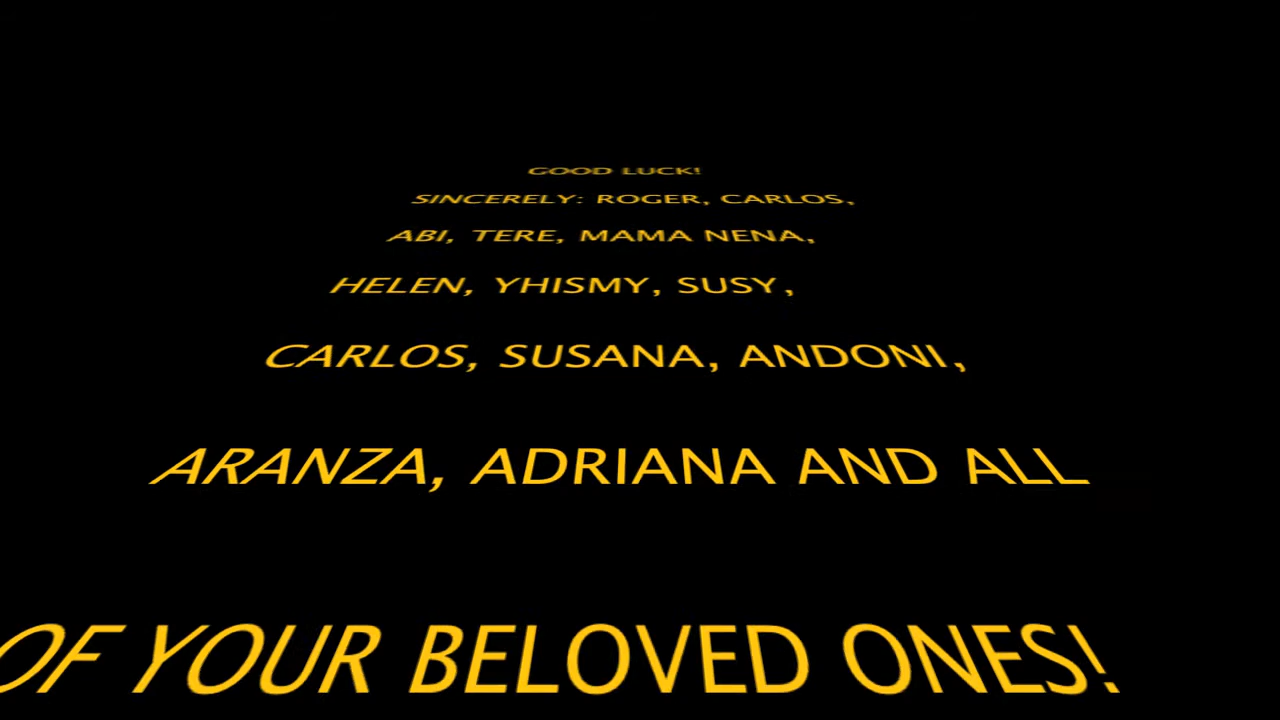 GOOD LUCK!
SINCERELY: ROGER, CARLOS,
ABI, TERE, MAMA NENA,
HELEN, YHISMY, SUSY,
CARLOS, SUSANA, ANDONI,
ARANZA, ADRIANA AND ALL
OF YOUR BELOVED ONES!